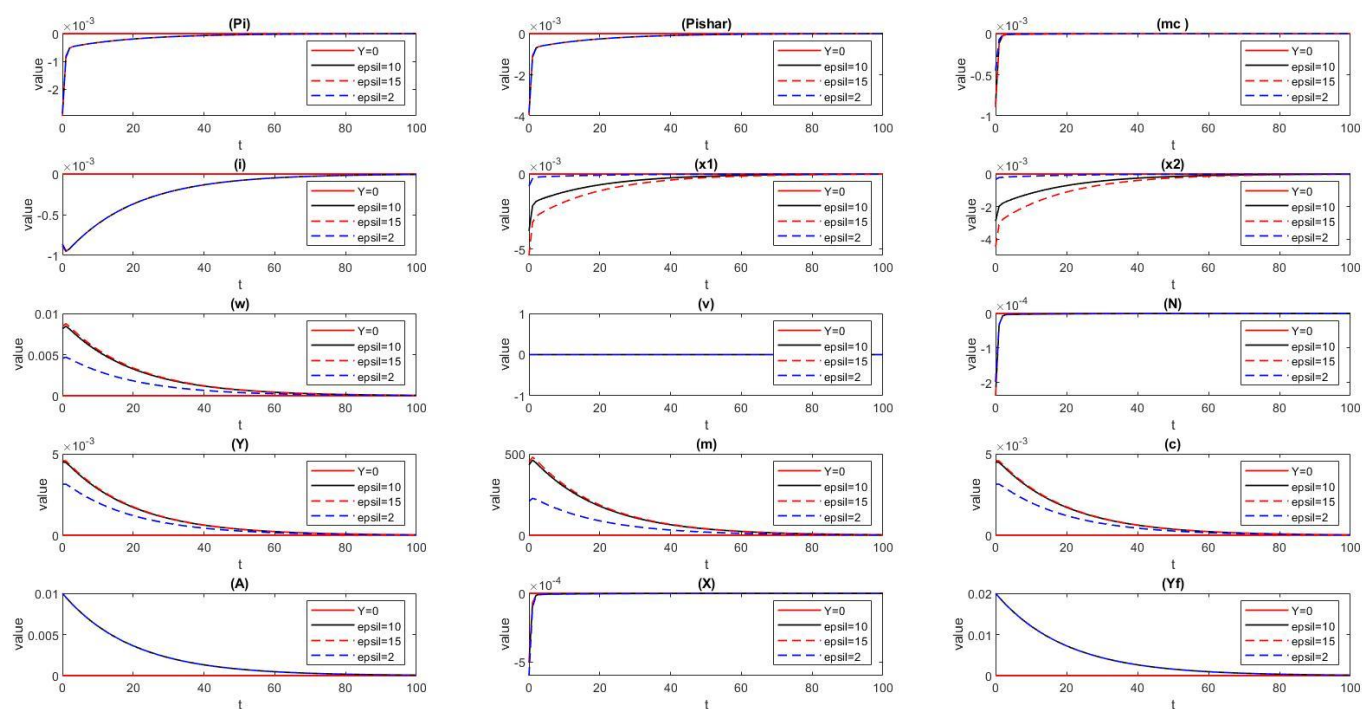 (Pi)
×10⁻³
0
-2
value
0 20 40 60 80 100
t
Y=0
epsil=10
epsil=15
epsil=2
(Pishar)
×10⁻³
0
-2
-4
value
0 20 40 60 80 100
t
Y=0
epsil=10
epsil=15
epsil=2
(mc )
×10⁻³
0
-0.5
-1
value
0 20 40 60 80 100
t
Y=0
epsil=10
epsil=15
epsil=2
(i)
×10⁻³
0
-0.5
-1
value
0 20 40 60 80 100
t
Y=0
epsil=10
epsil=15
epsil=2
(x1)
×10⁻³
0
-5
value
0 20 40 60 80 100
t
Y=0
epsil=10
epsil=15
epsil=2
(x2)
×10⁻³
0
-2
-4
value
0 20 40 60 80 100
t
Y=0
epsil=10
epsil=15
epsil=2
(w)
0.01
0.005
0
value
0 20 40 60 80 100
t
Y=0
epsil=10
epsil=15
epsil=2
(v)
1
0
-1
value
0 20 40 60 80 100
t
Y=0
epsil=10
epsil=15
epsil=2
(N)
×10⁻⁴
0
-1
-2
value
0 20 40 60 80 100
t
Y=0
epsil=10
epsil=15
epsil=2
(Y)
×10⁻³
5
0
value
0 20 40 60 80 100
t
Y=0
epsil=10
epsil=15
epsil=2
(m)
500
0
value
0 20 40 60 80 100
t
Y=0
epsil=10
epsil=15
epsil=2
(c)
×10⁻³
5
0
value
0 20 40 60 80 100
t
Y=0
epsil=10
epsil=15
epsil=2
(A)
0.01
0.005
0
value
0 20 40 60 80 100
t
Y=0
epsil=10
epsil=15
epsil=2
(X)
×10⁻⁴
0
-5
value
0 20 40 60 80 100
t
Y=0
epsil=10
epsil=15
epsil=2
(Yf)
0.02
0.01
0
value
0 20 40 60 80 100
t
Y=0
epsil=10
epsil=15
epsil=2